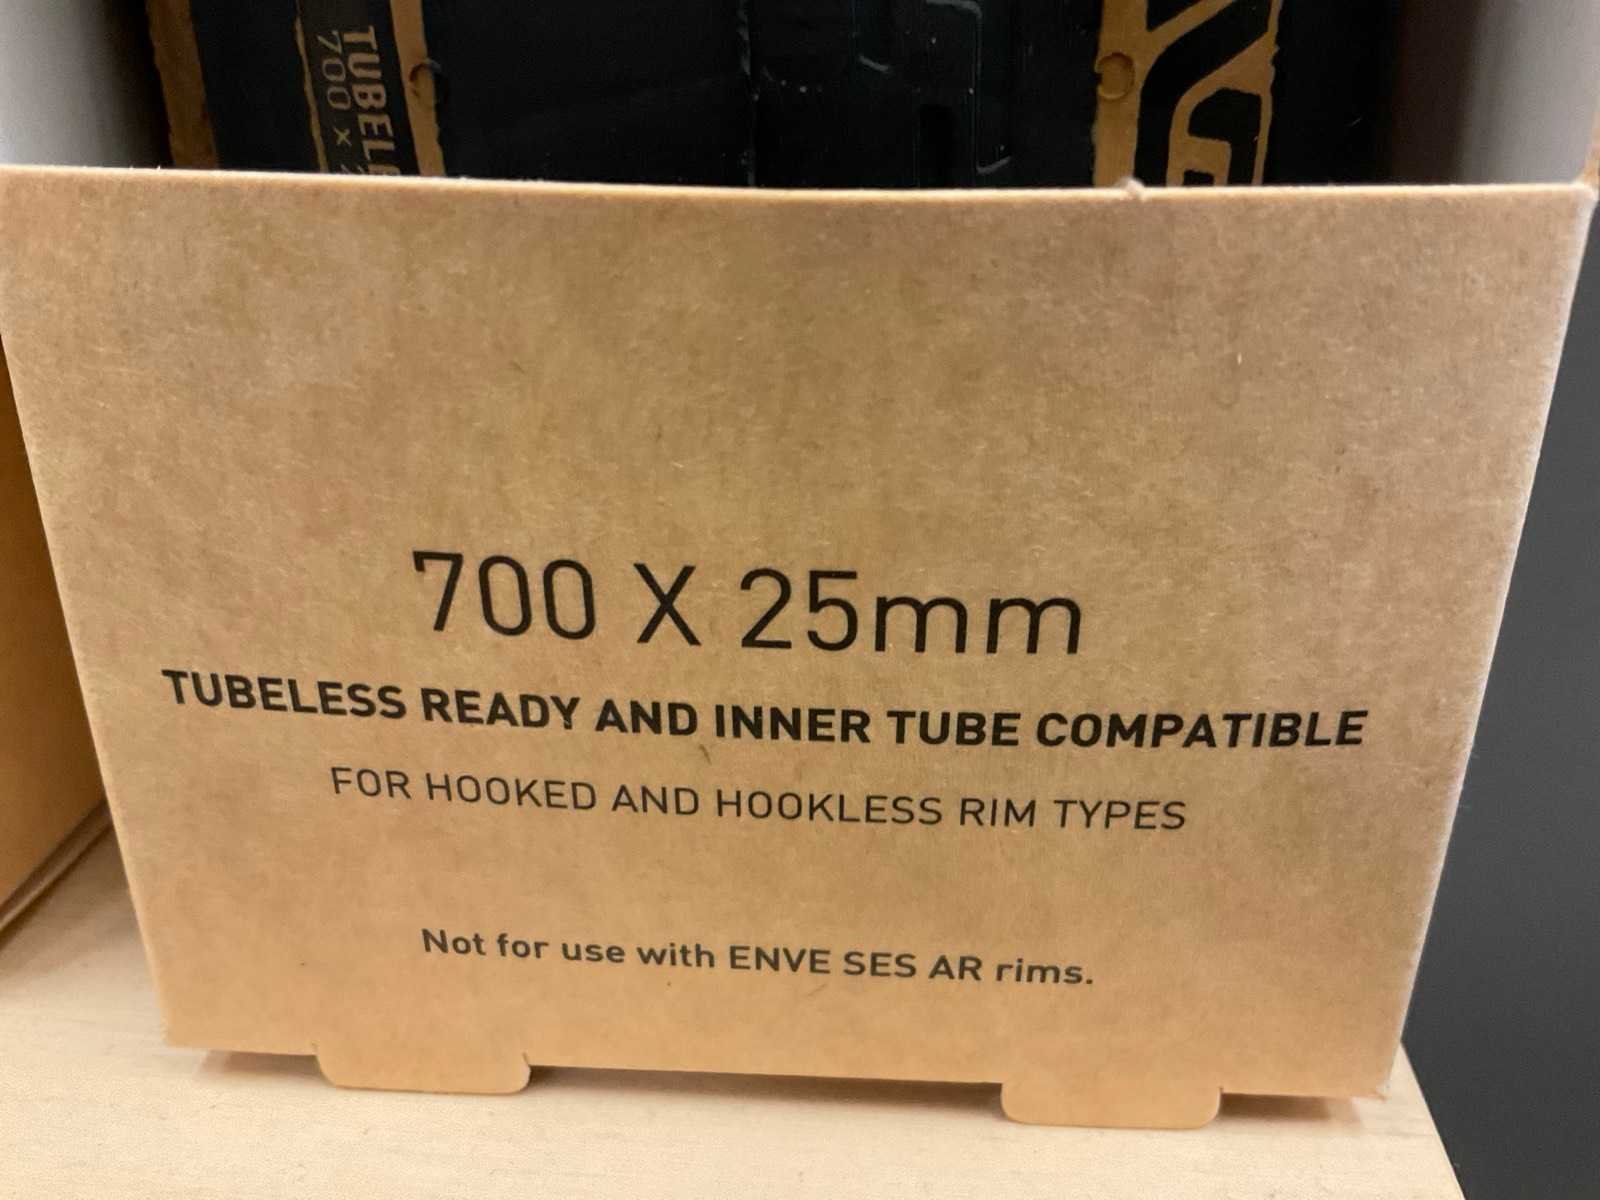 700 x
700 X 25mm
TUBELESS READY AND INNER TUBE COMPATIBLE
FOR HOOKED AND HOOKLESS RIM TYPES
Not for use with ENVE SES AR rims.